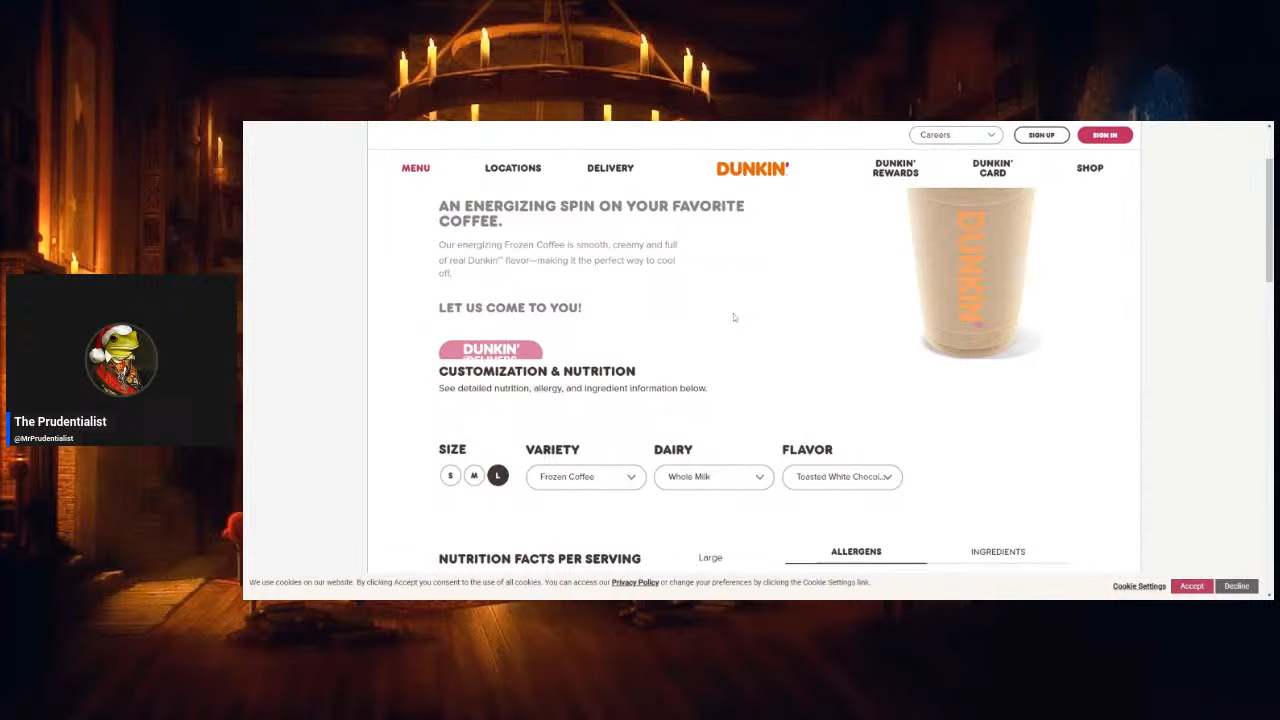 Careers
SIGN UP
SIGN IN
MENU
LOCATIONS
DELIVERY
DUNKIN'
DUNKIN'
REWARDS
DUNKIN'
CARD
SHOP
AN ENERGIZING SPIN ON YOUR FAVORITE
COFFEE.
Our energizing Frozen Coffee is smooth, creamy and full
of real Dunkin'™ flavor—making it the perfect way to cool
off.
DUNKIN'
LET US COME TO YOU!
DUNKIN'
DELIVERS
CUSTOMIZATION & NUTRITION
See detailed nutrition, allergy, and ingredient information below.
SIZE
VARIETY
DAIRY
FLAVOR
S
M
L
Frozen Coffee
Whole Milk
Toasted White Chocol...
NUTRITION FACTS PER SERVING
Large
ALLERGENS
INGREDIENTS
We use cookies on our website. By clicking Accept you consent to the use of all cookies. You can access our Privacy Policy or change your preferences by clicking the Cookie Settings link.
Cookie Settings
Accept
Decline
The Prudentialist
@MrPrudentialist